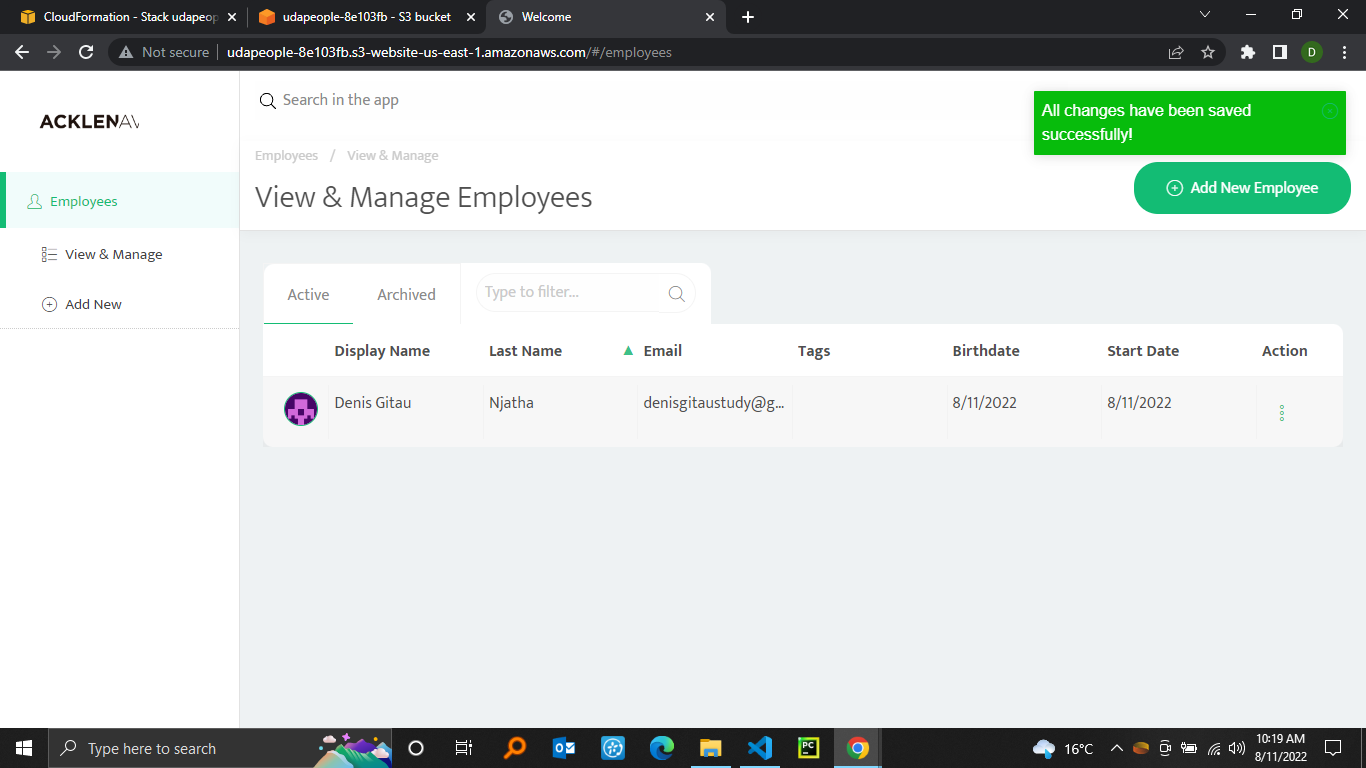 CloudFormation - Stack udapeop
udapeople-8e103fb - S3 bucket
Welcome
Not secure
udapeople-8e103fb.s3-website-us-east-1.amazonaws.com/#/employees
D
ACKLENAV
Search in the app
All changes have been saved
successfully!
Employees / View & Manage
Add New Employee
View & Manage Employees
Employees
View & Manage
Add New
Active
Archived
Type to filter...
Display Name Last Name Email Tags Birthdate Start Date Action
Denis Gitau Njatha denisgitaustudy@g... 8/11/2022 8/11/2022
Type here to search
PC
16°C
10:19 AM
8/11/2022